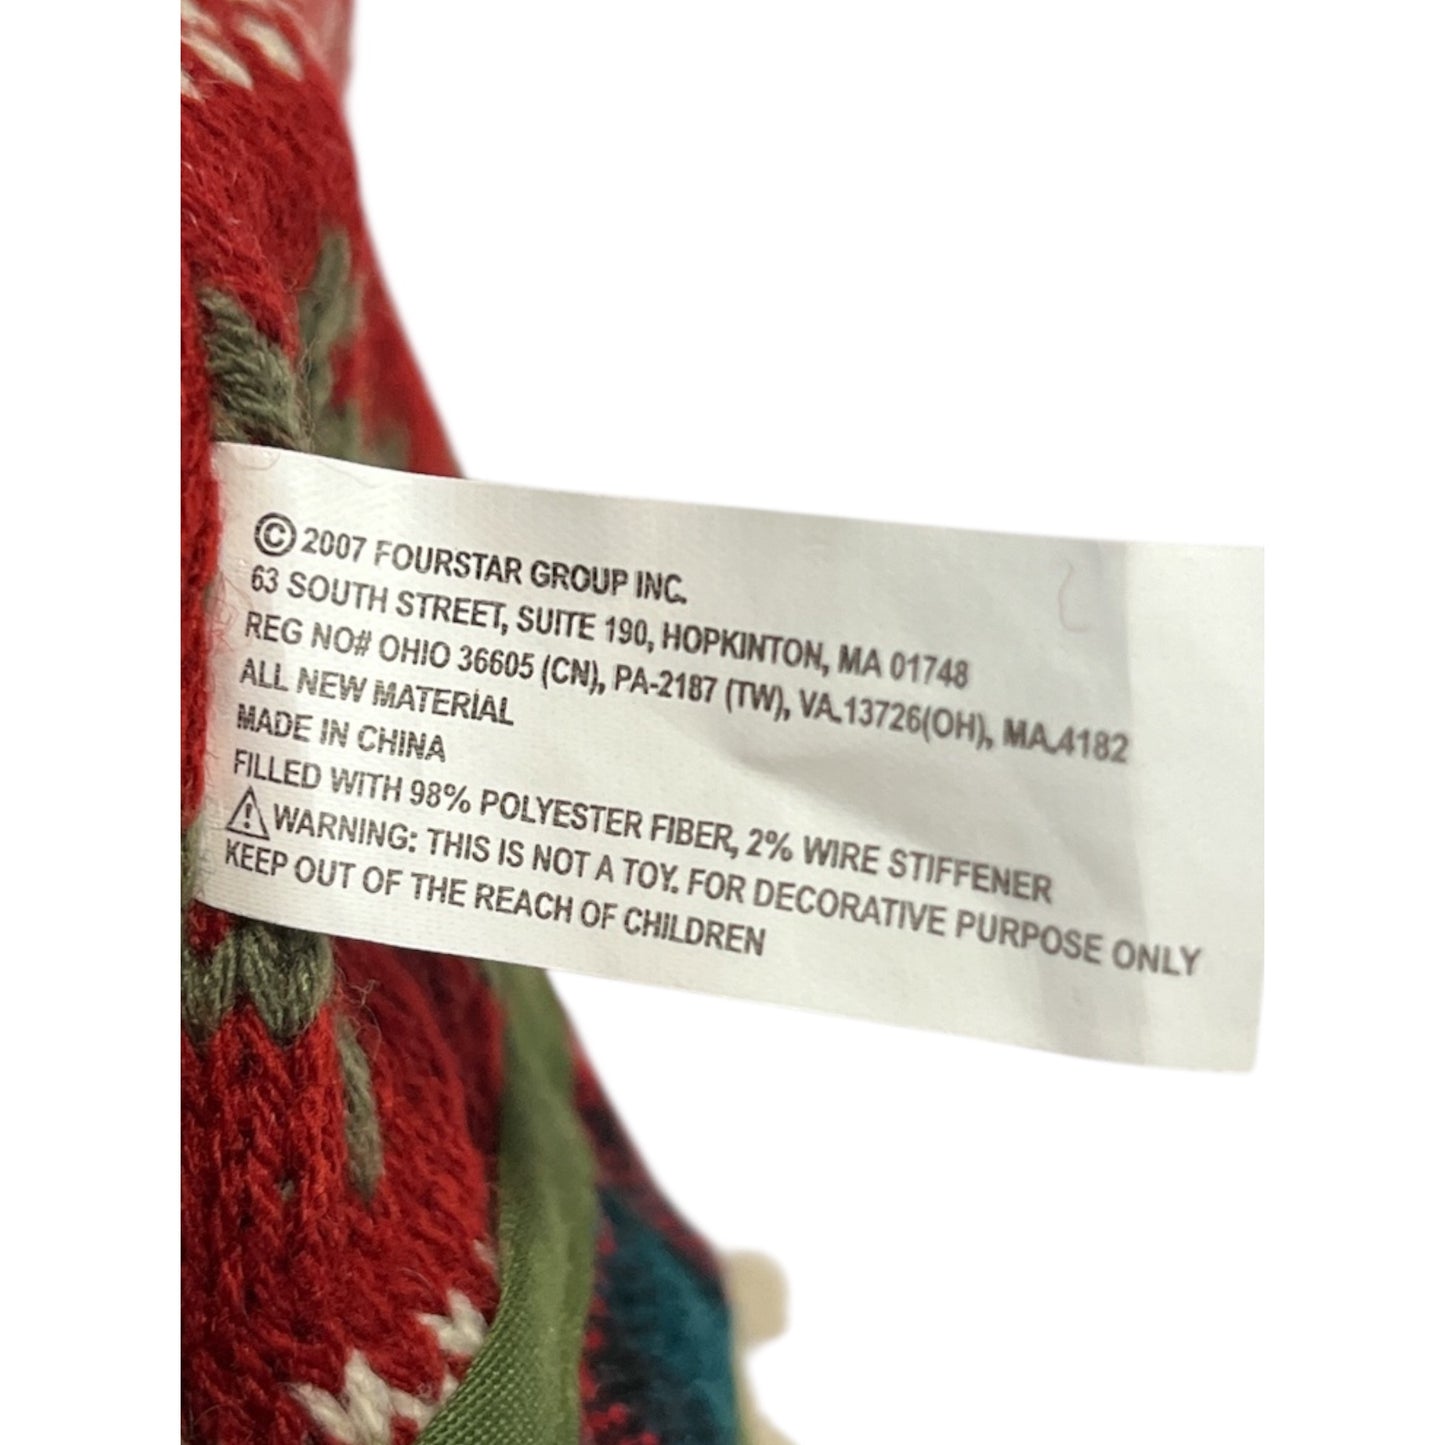 © 2007 FOURSTAR GROUP INC.
63 SOUTH STREET, SUITE 190, HOPKINTON, MA 01748
REG NO# OHIO 36605 (CN), PA-2187 (TW), VA.13726(OH), MA.4182
ALL NEW MATERIAL
MADE IN CHINA
FILLED WITH 98% POLYESTER FIBER, 2% WIRE STIFFENER
⚠WARNING: THIS IS NOT A TOY. FOR DECORATIVE PURPOSE ONLY
KEEP OUT OF THE REACH OF CHILDREN